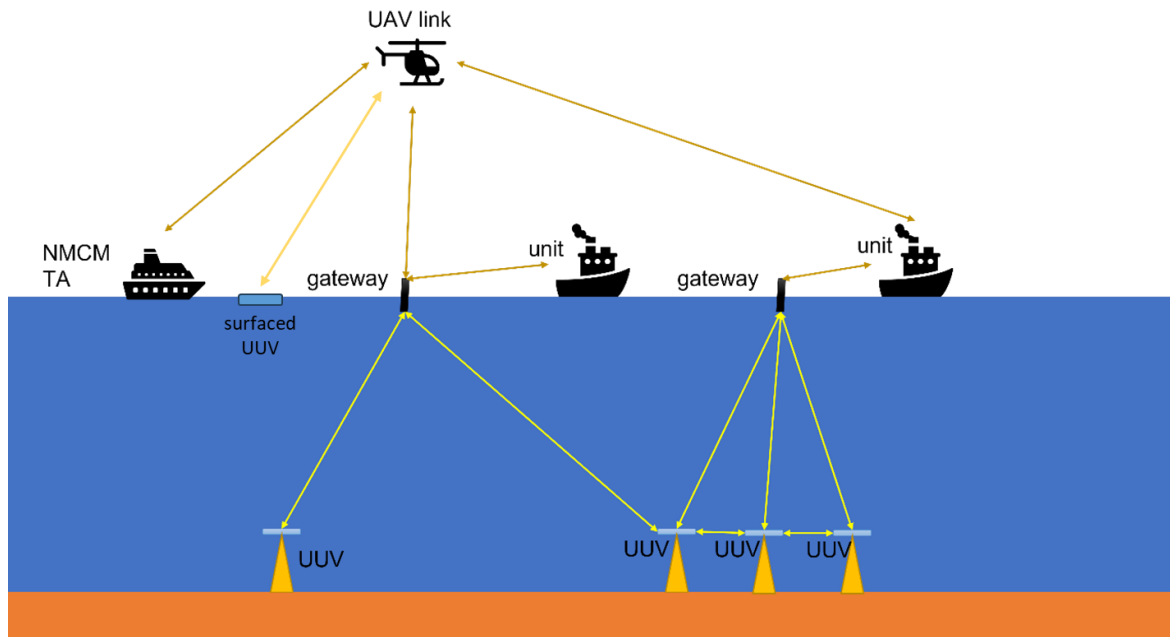 UAV link
NMCM
TA
gateway
unit
unit
gateway
surfaced
UUV
UUV
UUV
UUV
UUV